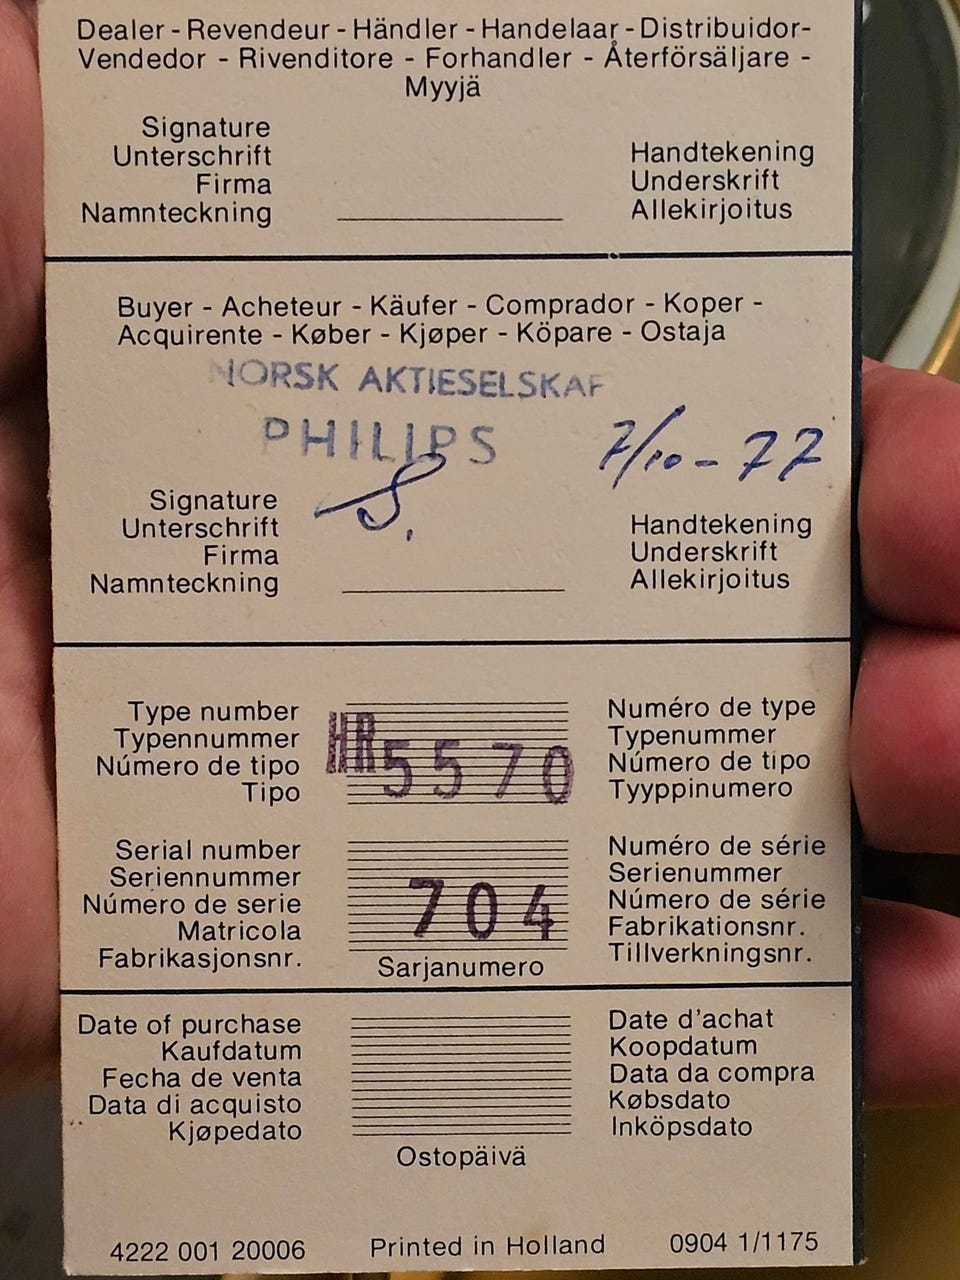 Dealer - Revendeur - Händler - Handelaar - Distribuidor-
Vendedor - Rivenditore - Forhandler - Återförsäljare -
Myyjä
Signature
Unterschrift
Firma
Namnteckning
Handtekening
Underskrift
Allekirjoitus
Buyer - Acheteur - Käufer - Comprador - Koper -
Acquirente - Køber - Kjøper - Köpare - Ostaja
NORSK AKTIESELSKAP
PHILIPS
7/10-77
S.
Signature
Unterschrift
Firma
Namnteckning
Handtekening
Underskrift
Allekirjoitus
Type number
Typennummer
Número de tipo
Tipo
HR5570
Numéro de type
Typenummer
Número de tipo
Tyyppinumero
Serial number
Seriennummer
Número de serie
Matricola
Fabrikasjonsnr.
704
Sarjanumero
Numéro de série
Serienummer
Número de série
Fabrikationsnr.
Tillverkningsnr.
Date of purchase
Kaufdatum
Fecha de venta
Data di acquisto
Kjøpedato
Ostopäivä
Date d'achat
Koopdatum
Data da compra
Købsdato
Inköpsdato
4222 001 20006
Printed in Holland
0904 1/1175